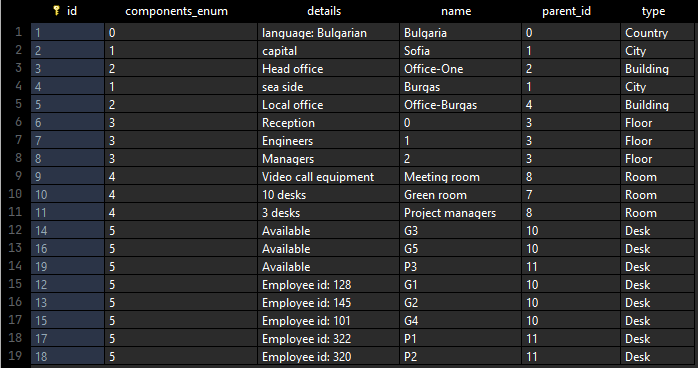 id components_enum details name parent_id type
1 1 0 language: Bulgarian Bulgaria 0 Country
2 2 1 capital Sofia 1 City
3 3 2 Head office Office-One 2 Building
4 4 1 sea side Burgas 1 City
5 5 2 Local office Office-Burgas 4 Building
6 6 3 Reception 0 3 Floor
7 7 3 Engineers 1 3 Floor
8 8 3 Managers 2 3 Floor
9 9 4 Video call equipment Meeting room 8 Room
10 10 4 10 desks Green room 7 Room
11 11 4 3 desks Project managers 8 Room
12 14 5 Available G3 10 Desk
13 16 5 Available G5 10 Desk
14 19 5 Available P3 11 Desk
15 12 5 Employee id: 128 G1 10 Desk
16 13 5 Employee id: 145 G2 10 Desk
17 15 5 Employee id: 101 G4 10 Desk
18 17 5 Employee id: 322 P1 11 Desk
19 18 5 Employee id: 320 P2 11 Desk